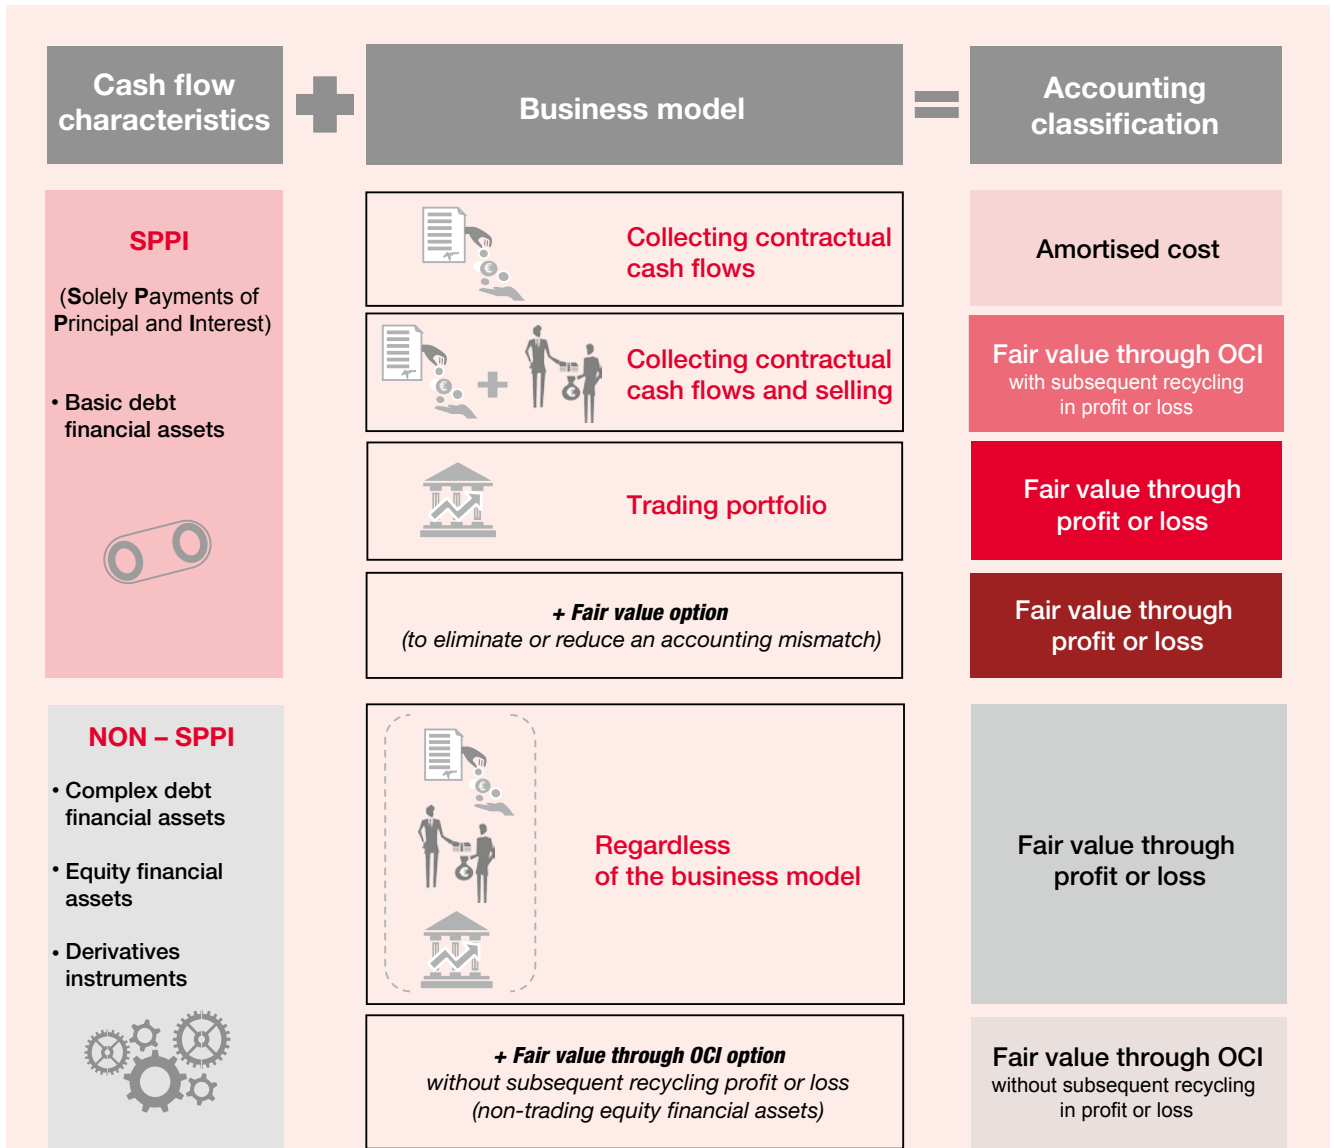 Cash flow
characteristics
Business model
Accounting
classification
SPPI
(Solely Payments of
Principal and Interest)
• Basic debt
financial assets
Collecting contractual
cash flows
Amortised cost
Collecting contractual
cash flows and selling
Fair value through OCI
with subsequent recycling
in profit or loss
Trading portfolio
Fair value through
profit or loss
+ Fair value option
(to eliminate or reduce an accounting mismatch)
Fair value through
profit or loss
NON – SPPI
• Complex debt
financial assets
• Equity financial
assets
• Derivatives
instruments
Regardless
of the business model
Fair value through
profit or loss
+ Fair value through OCI option
without subsequent recycling profit or loss
(non-trading equity financial assets)
Fair value through OCI
without subsequent recycling
in profit or loss